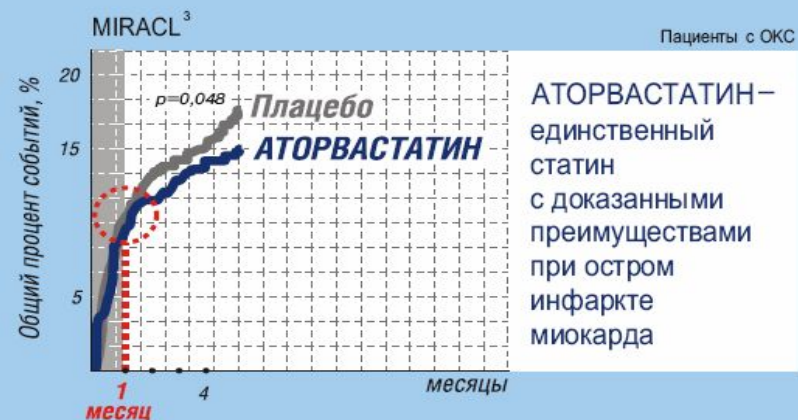 MIRACL³
Пациенты с ОКС
Общий процент событий, %
20
15
5
p=0,048
Плацебо
АТОРВАСТАТИН
1
месяц
4
месяцы
АТОРВАСТАТИН–
единственный
статин
с доказанными
преимуществами
при остром
инфаркте
миокарда